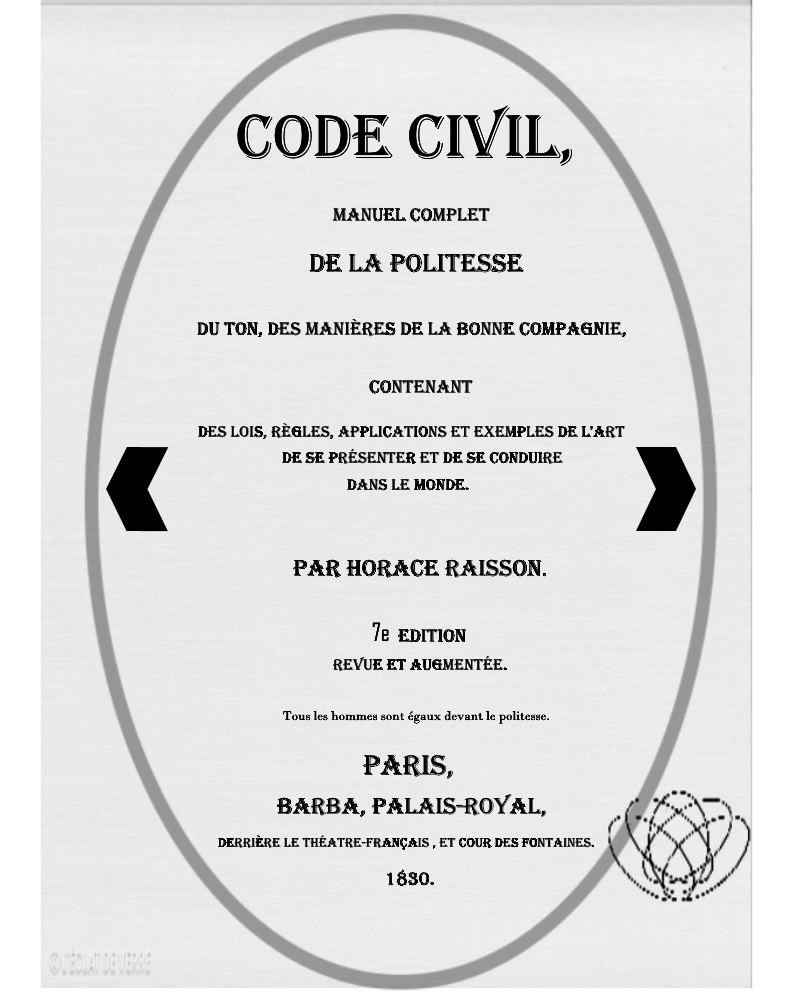 CODE CIVIL,
MANUEL COMPLET
DE LA POLITESSE
DU TON, DES MANIÈRES DE LA BONNE COMPAGNIE,
CONTENANT
DES LOIS, RÈGLES, APPLICATIONS ET EXEMPLES DE L'ART
DE SE PRÉSENTER ET DE SE CONDUIRE
DANS LE MONDE.
PAR HORACE RAISSON.
7e EDITION
REVUE ET AUGMENTÉE.
Tous les hommes sont égaux devant le politesse.
PARIS,
BARBA, PALAIS-ROYAL,
DERRIÈRE LE THÉATRE-FRANÇAIS , ET COUR DES FONTAINES.
1830.
©L'ÉCLAT DE VERRE